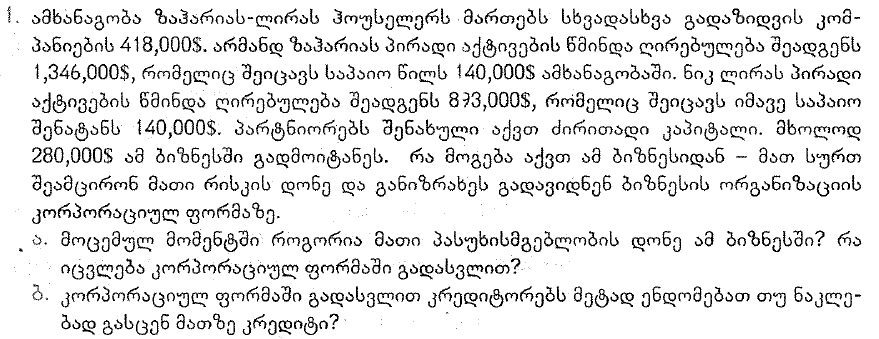 1. ამხანაგობა ზაჰარიას-ლირას ჰოუსელერს მართებს სხვადასხვა გადაზიდვის კომ-
პანიების 418,000$. არმანდ ზაჰარიას პირადი აქტივების წმინდა ღირებულება შეადგენს
1,346,000$, რომელიც შეიცავს საპაიო წილს 140,000$ ამხანაგობაში. ნიკ ლირას პირადი
აქტივების წმინდა ღირებულება შეადგენს 893,000$, რომელიც შეიცავს იმავე საპაიო
შენატანს 140,000$. პარტნიორებს შენახული აქვთ ძირითადი კაპიტალი. მხოლოდ
280,000$ ამ ბიზნესში გადმოიტანეს. რა მოგება აქვთ ამ ბიზნესიდან – მათ სურთ
შეამცირონ მათი რისკის დონე და განიზრახეს გადავიდნენ ბიზნესის ორგანიზაციის
კორპორაციულ ფორმაზე.
ა. მოცემულ მომენტში როგორია მათი პასუხისმგებლობის დონე ამ ბიზნესში? რა
იცვლება კორპორაციულ ფორმაში გადასვლით?
ბ. კორპორაციულ ფორმაში გადასვლით კრედიტორებს მეტად ენდომებათ თუ ნაკლე-
ბად გასცენ მათზე კრედიტი?